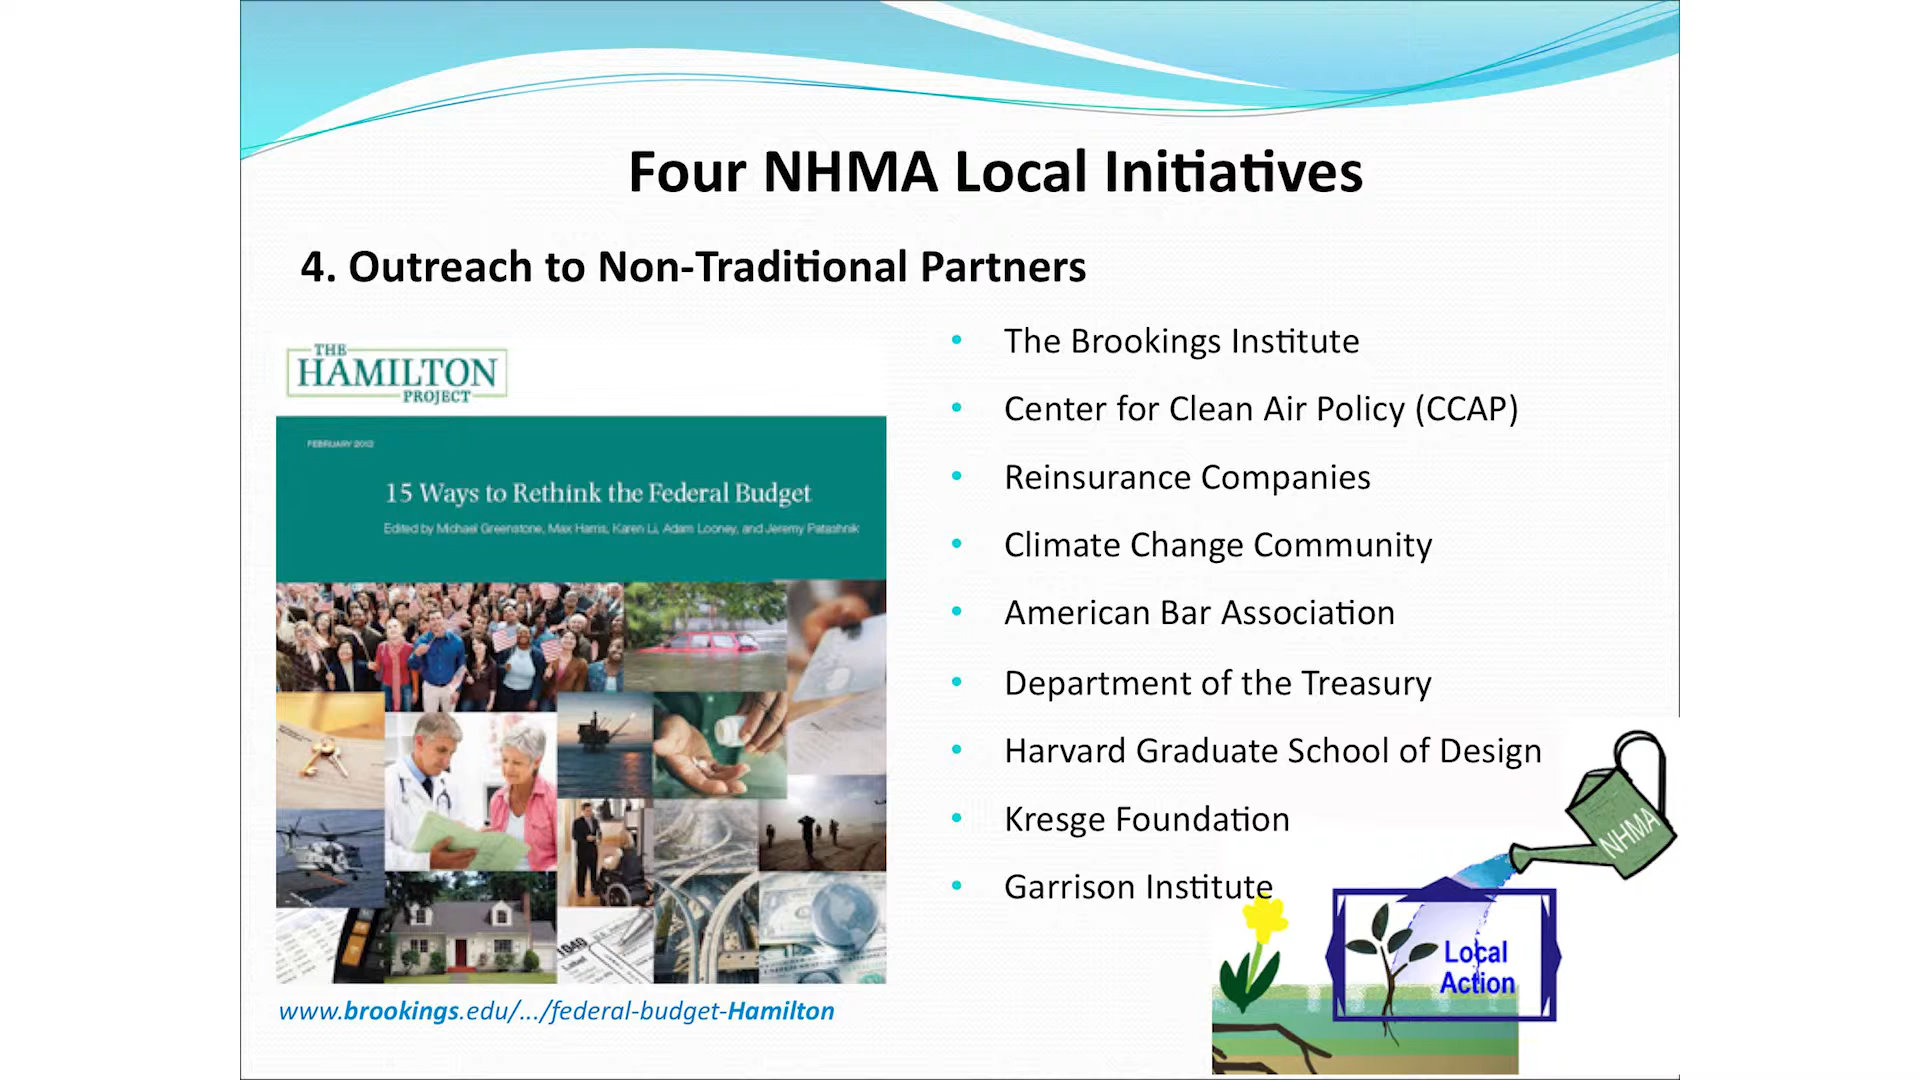 Four NHMA Local Initiatives
4. Outreach to Non-Traditional Partners
THE
HAMILTON
PROJECT
FEBRUARY 2012
15 Ways to Rethink the Federal Budget
Edited by Michael Greenstone, Max Harris, Karen Li, Adam Looney, and Jeremy Patashnik
1040
Label
www.brookings.edu/.../federal-budget-Hamilton
• The Brookings Institute
• Center for Clean Air Policy (CCAP)
• Reinsurance Companies
• Climate Change Community
• American Bar Association
• Department of the Treasury
• Harvard Graduate School of Design
• Kresge Foundation
• Garrison Institute
NHMA
Local
Action